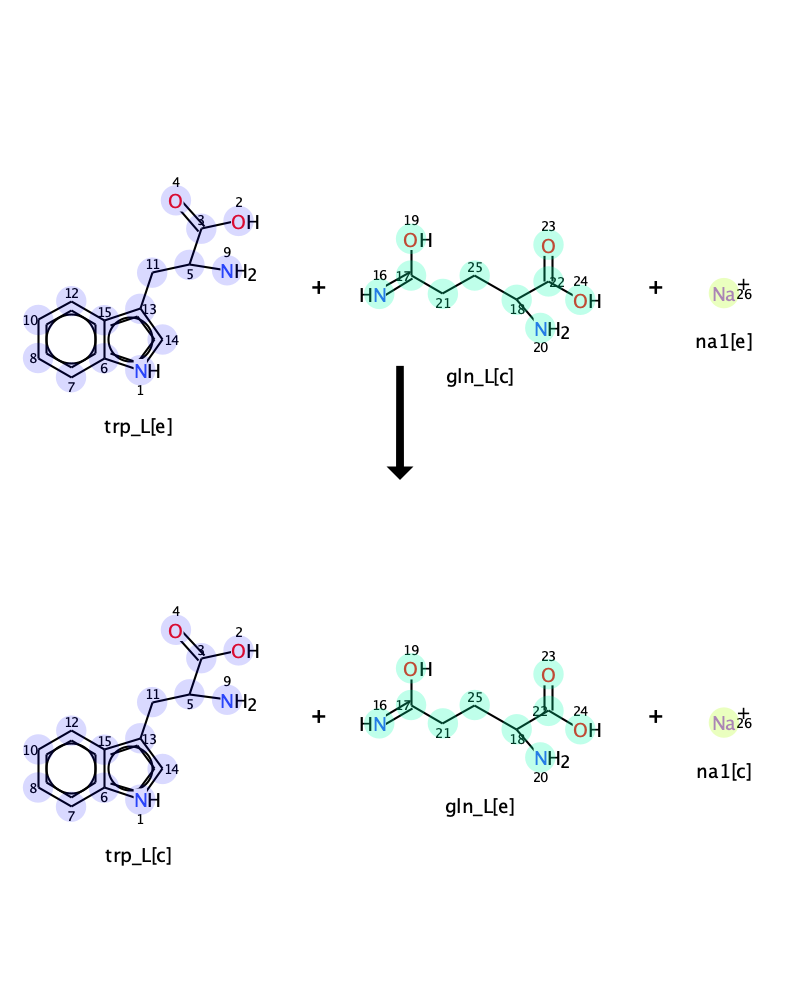 4
O
3
2
OH
9
NH2
5
11
12
10
15
13
14
8
6
7
NH
1
trp_L[e]
+
19
OH
16
HN
17
21
25
18
23
O
22
24
OH
NH2
20
gln_L[c]
+
Na+
26
na1[e]
4
O
3
2
OH
9
NH2
5
11
12
10
15
13
14
8
6
7
NH
1
trp_L[c]
+
19
OH
16
HN
17
21
25
18
23
O
22
24
OH
NH2
20
gln_L[e]
+
Na+
26
na1[c]